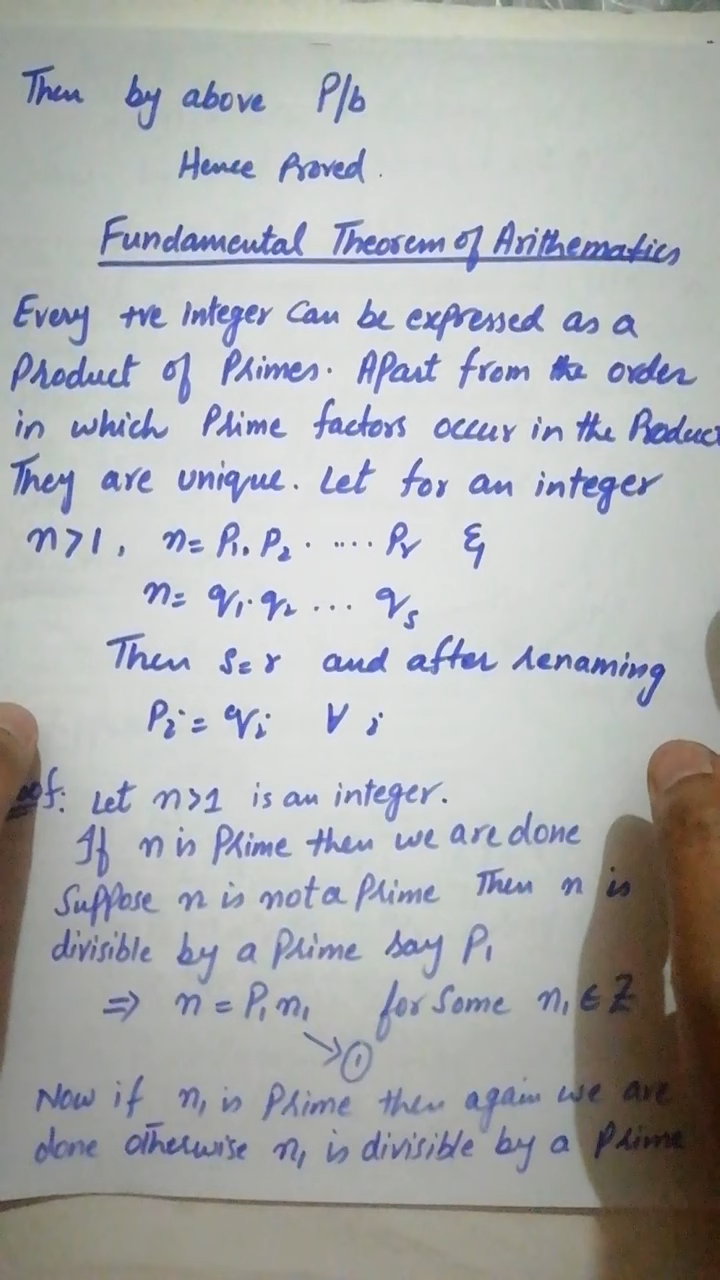 Then by above P/b
Hence Proved.
Fundamental Theorem of Arithematics
Every +ve integer Can be expressed as a
Product of Primes. Apart from the order
in which Prime factors occur in the Product
They are unique. Let for an integer
n>1, n= P₁. P₂ . .... Pr &
n= q₁. q₂ ... qs
Then s=r and after renaming
Pi = qi ∀ i
oof: Let n>1 is an integer.
If n is Prime then we are done
Suppose n is not a Prime Then n is
divisible by a Prime say P₁
⇒ n = P₁ n₁ for some n₁ ∈ Z
→ ①
Now if n₁ is Prime then again we are
done otherwise n₁ is divisible by a Prime